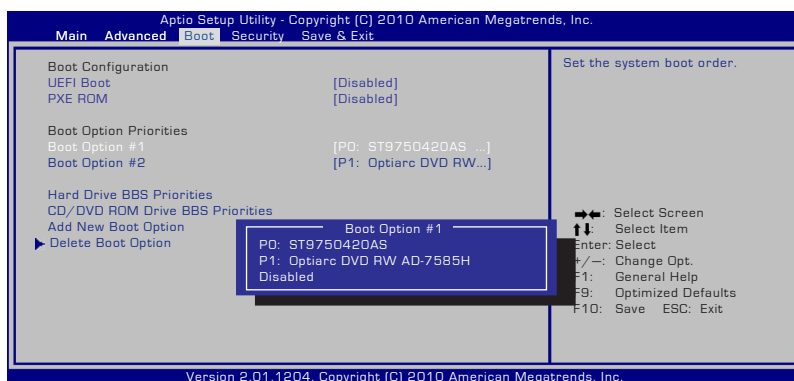 Aptio Setup Utility - Copyright (C) 2010 American Megatrends, Inc.
Main Advanced Boot Security Save & Exit
Boot Configuration
UEFI Boot [Disabled]
PXE ROM [Disabled]
Boot Option Priorities
Boot Option #1 [P0: ST9750420AS ...]
Boot Option #2 [P1: Optiarc DVD RW...]
Hard Drive BBS Priorities
CD/DVD ROM Drive BBS Priorities
Add New Boot Option
Delete Boot Option
Boot Option #1
P0: ST9750420AS
P1: Optiarc DVD RW AD-7585H
Disabled
Set the system boot order.
→←: Select Screen
↑↓: Select Item
Enter: Select
+/—: Change Opt.
F1: General Help
F9: Optimized Defaults
F10: Save ESC: Exit
Version 2.01.1204. Copyright (C) 2010 American Megatrends, Inc.